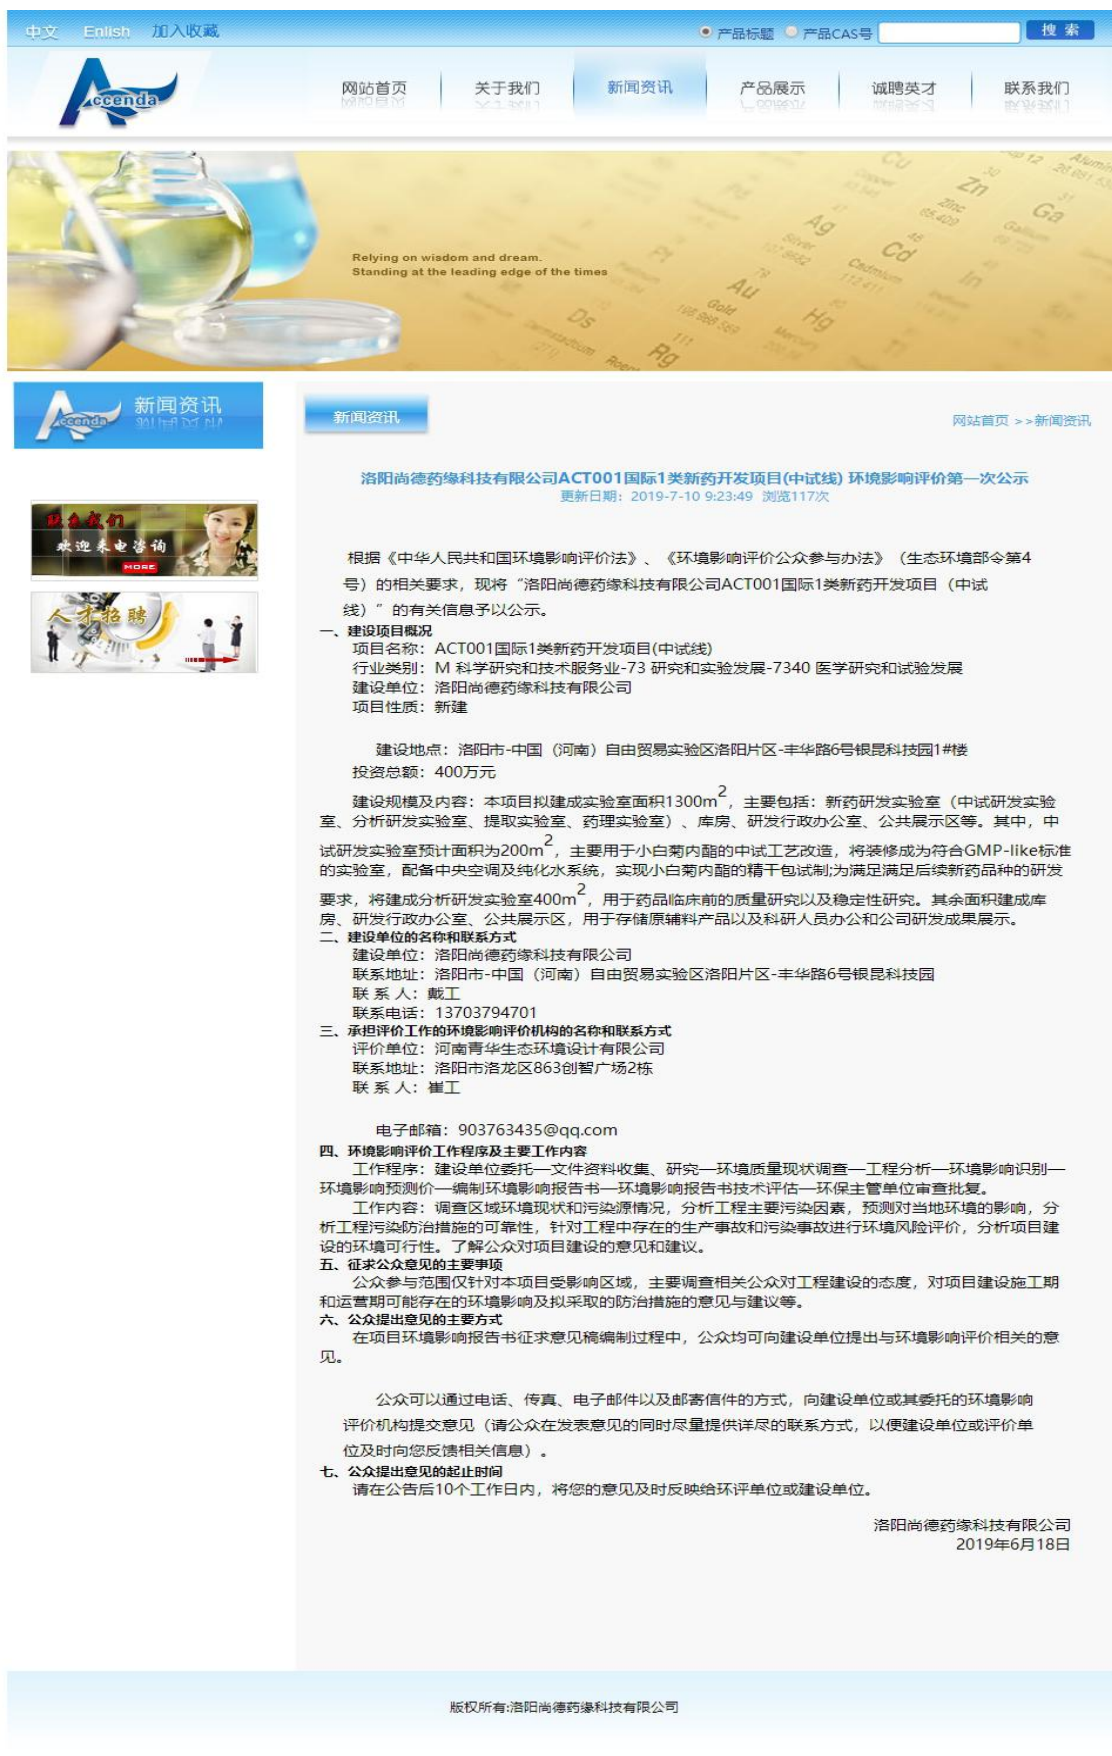 中文 Enlish 加入收藏 产品标题 产品CAS号 搜 索
Accenda
网站首页 关于我们 新闻资讯 产品展示 诚聘英才 联系我们
Relying on wisdom and dream.
Standing at the leading edge of the times
Cu
Copper
Zn
30
Zinc
65.409
Ga
31
Gallium
Ag
47
Silver
Cd
48
Cadmium
Au
79
Gold
Hg
Ds
Darmstadtium
Rg
111
Accenda 新闻资讯
新闻资讯
网站首页 >>新闻资讯
联系我们
欢迎来电咨询
MORE
人才招聘
洛阳尚德药缘科技有限公司ACT001国际1类新药开发项目(中试线) 环境影响评价第一次公示
更新日期：2019-7-10 9:23:49 浏览117次
根据《中华人民共和国环境影响评价法》、《环境影响评价公众参与办法》（生态环境部令第4
号）的相关要求，现将“洛阳尚德药缘科技有限公司ACT001国际1类新药开发项目（中试
线）”的有关信息予以公示。
一、建设项目概况
项目名称：ACT001国际1类新药开发项目(中试线)
行业类别：M 科学研究和技术服务业-73 研究和实验发展-7340 医学研究和试验发展
建设单位：洛阳尚德药缘科技有限公司
项目性质：新建
建设地点：洛阳市-中国（河南）自由贸易实验区洛阳片区-丰华路6号银昆科技园1#楼
投资总额：400万元
建设规模及内容：本项目拟建成实验室面积1300m²，主要包括：新药研发实验室（中试研发实验
室、分析研发实验室、提取实验室、药理实验室）、库房、研发行政办公室、公共展示区等。其中，中
试研发实验室预计面积为200m²，主要用于小白菊内酯的中试工艺改造，将装修成为符合GMP-like标准
的实验室，配备中央空调及纯化水系统，实现小白菊内酯的精干包试制;为满足满足后续新药品种的研发
要求，将建成分析研发实验室400m²，用于药品临床前的质量研究以及稳定性研究。其余面积建成库
房、研发行政办公室、公共展示区，用于存储原辅料产品以及科研人员办公和公司研发成果展示。
二、建设单位的名称和联系方式
建设单位：洛阳尚德药缘科技有限公司
联系地址：洛阳市-中国（河南）自由贸易实验区洛阳片区-丰华路6号银昆科技园
联 系 人：戴工
联系电话：13703794701
三、承担评价工作的环境影响评价机构的名称和联系方式
评价单位：河南青华生态环境设计有限公司
联系地址：洛阳市洛龙区863创智广场2栋
联 系 人：崔工
电子邮箱：903763435@qq.com
四、环境影响评价工作程序及主要工作内容
工作程序：建设单位委托—文件资料收集、研究—环境质量现状调查—工程分析—环境影响识别—
环境影响预测价—编制环境影响报告书—环境影响报告书技术评估—环保主管单位审查批复。
工作内容：调查区域环境现状和污染源情况，分析工程主要污染因素，预测对当地环境的影响，分
析工程污染防治措施的可靠性，针对工程中存在的生产事故和污染事故进行环境风险评价，分析项目建
设的环境可行性。了解公众对项目建设的意见和建议。
五、征求公众意见的主要事项
公众参与范围仅针对本项目受影响区域，主要调查相关公众对工程建设的态度，对项目建设施工期
和运营期可能存在的环境影响及拟采取的防治措施的意见与建议等。
六、公众提出意见的主要方式
在项目环境影响报告书征求意见稿编制过程中，公众均可向建设单位提出与环境影响评价相关的意
见。
公众可以通过电话、传真、电子邮件以及邮寄信件的方式，向建设单位或其委托的环境影响
评价机构提交意见（请公众在发表意见的同时尽量提供详尽的联系方式，以便建设单位或评价单
位及时向您反馈相关信息）。
七、公众提出意见的起止时间
请在公告后10个工作日内，将您的意见及时反映给环评单位或建设单位。
洛阳尚德药缘科技有限公司
2019年6月18日
版权所有:洛阳尚德药缘科技有限公司